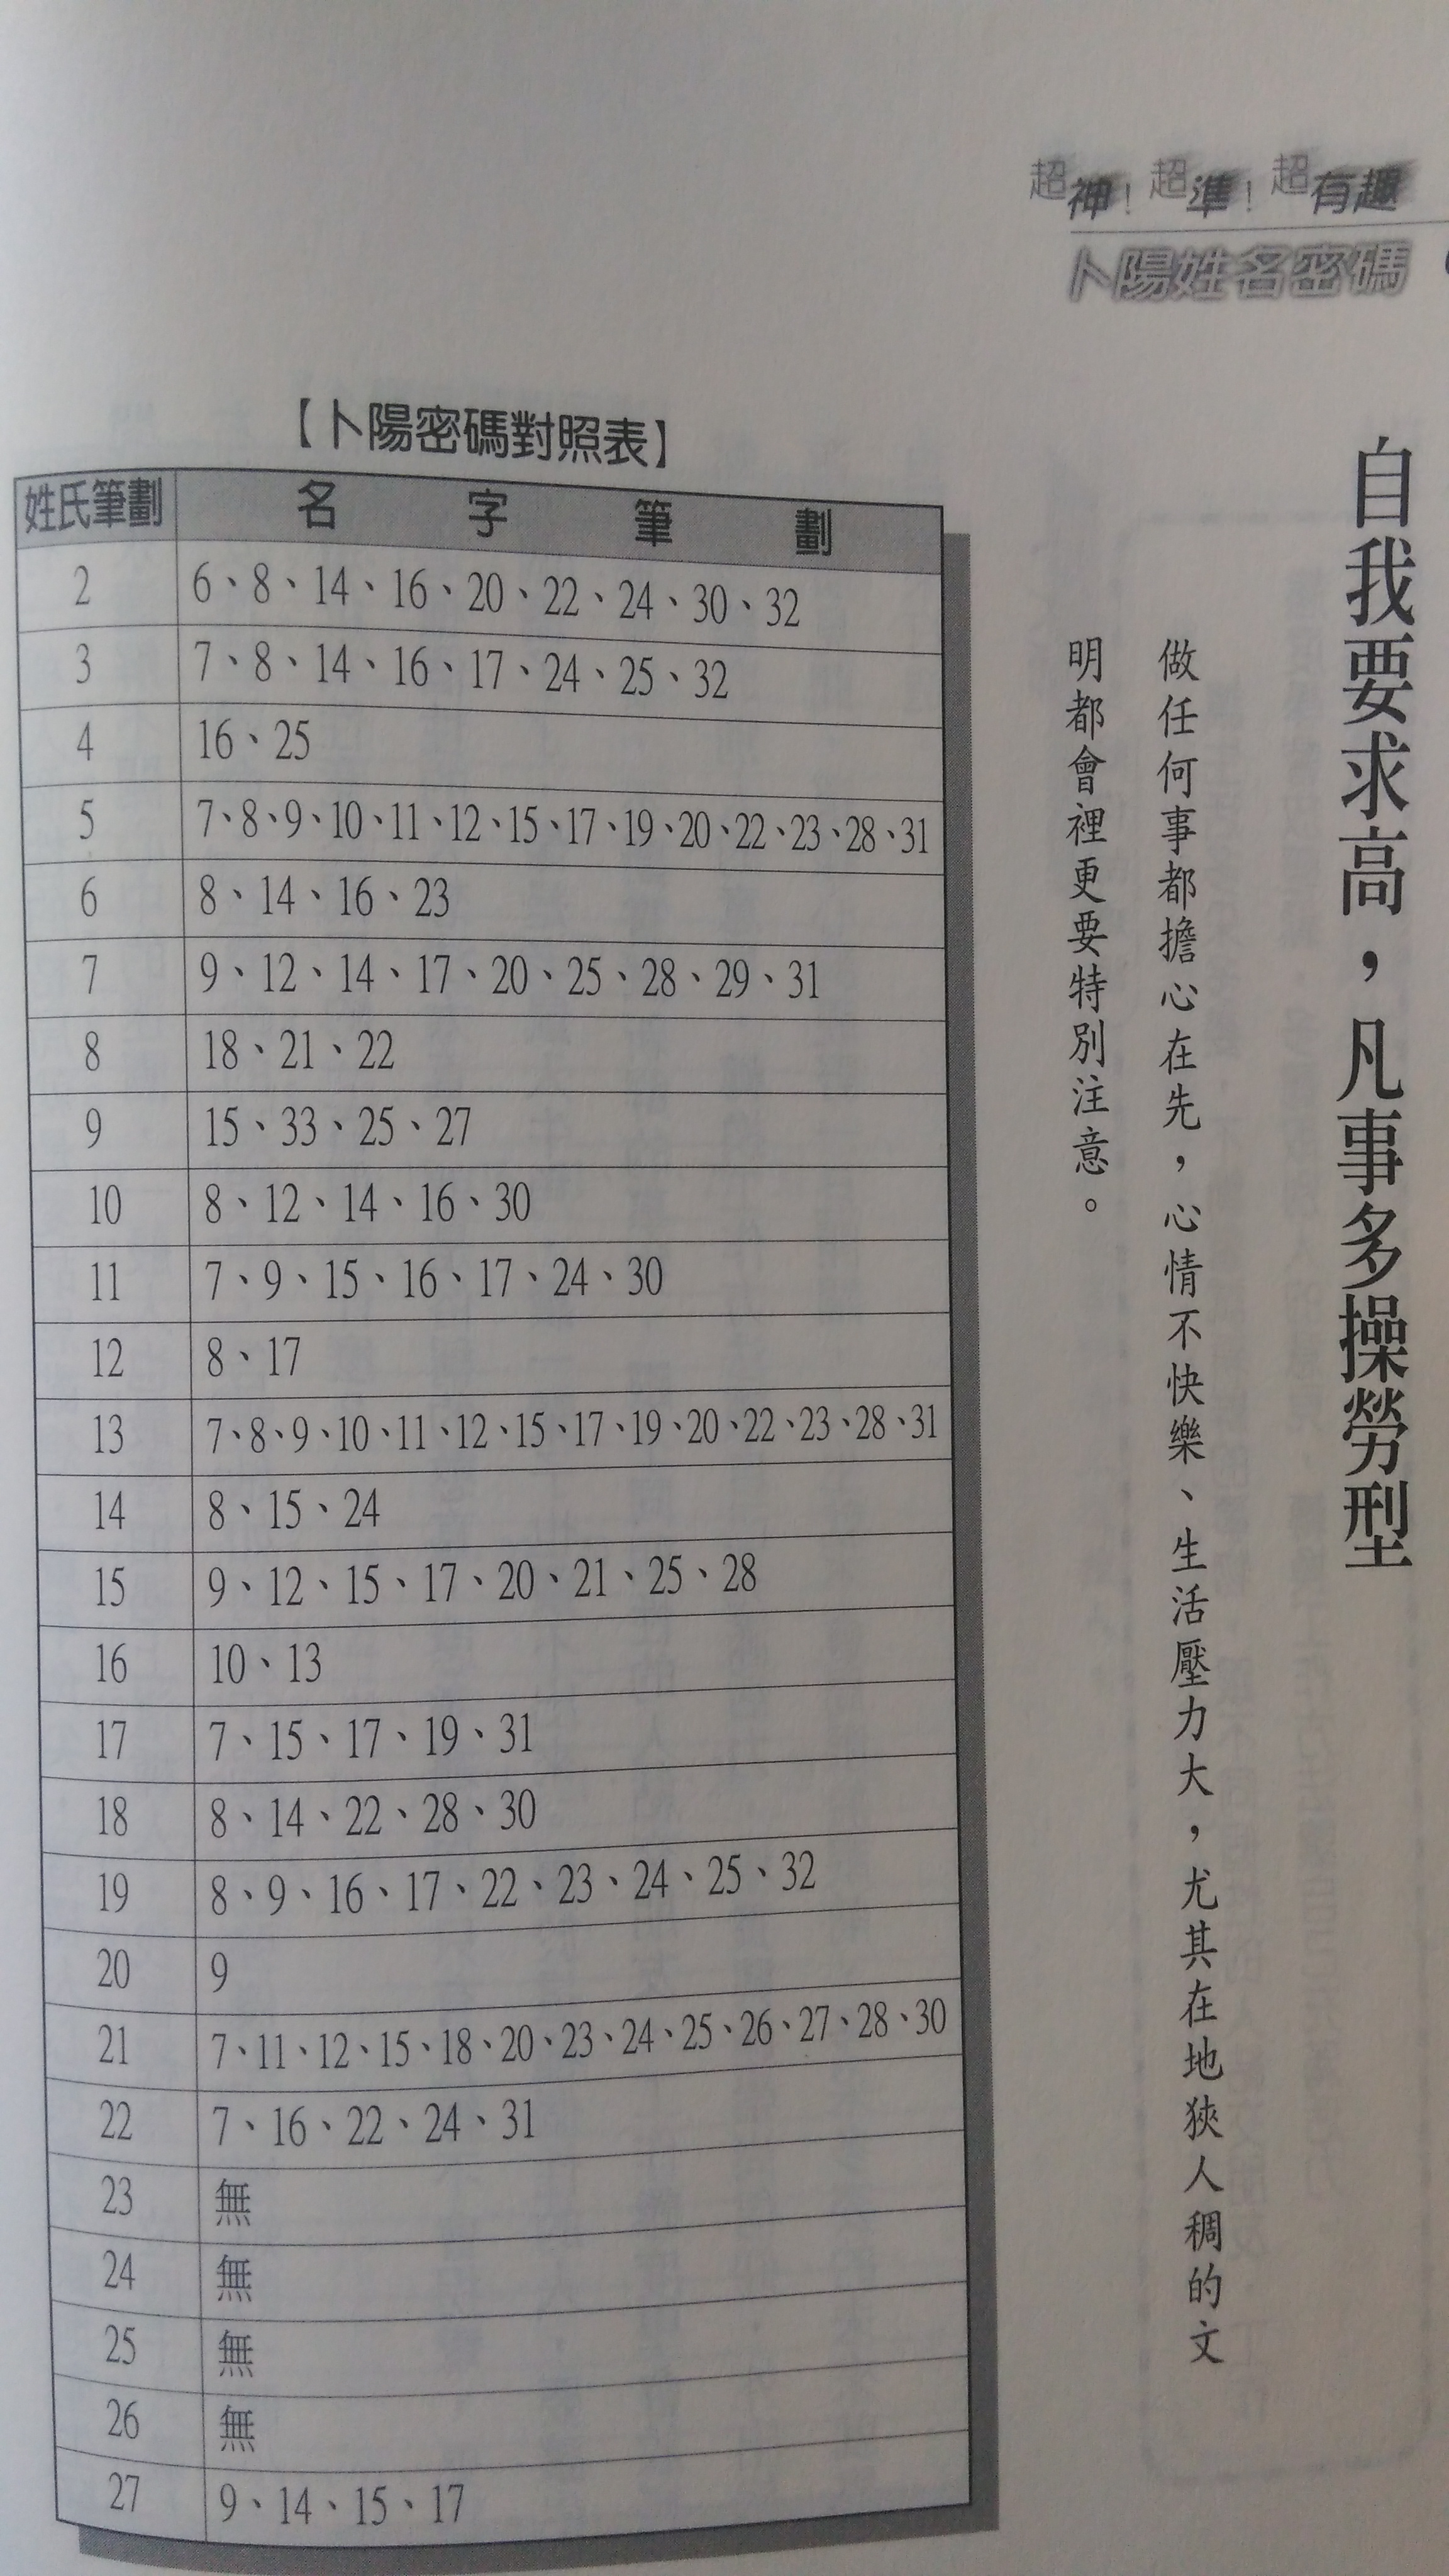 超神！超準！超有趣
卜陽姓名密碼
自我要求高，凡事多操勞型
做任何事都擔心在先，心情不快樂、生活壓力大，尤其在地狹人稠的文
明都會裡更要特別注意。
【卜陽密碼對照表】
姓氏筆劃 名字筆劃
2 6、8、14、16、20、22、24、30、32
3 7、8、14、16、17、24、25、32
4 16、25
5 7、8、9、10、11、12、15、17、19、20、22、23、28、31
6 8、14、16、23
7 9、12、14、17、20、25、28、29、31
8 18、21、22
9 15、33、25、27
10 8、12、14、16、30
11 7、9、15、16、17、24、30
12 8、17
13 7、8、9、10、11、12、15、17、19、20、22、23、28、31
14 8、15、24
15 9、12、15、17、20、21、25、28
16 10、13
17 7、15、17、19、31
18 8、14、22、28、30
19 8、9、16、17、22、23、24、25、32
20 9
21 7、11、12、15、18、20、23、24、25、26、27、28、30
22 7、16、22、24、31
23 無
24 無
25 無
26 無
27 9、14、15、17